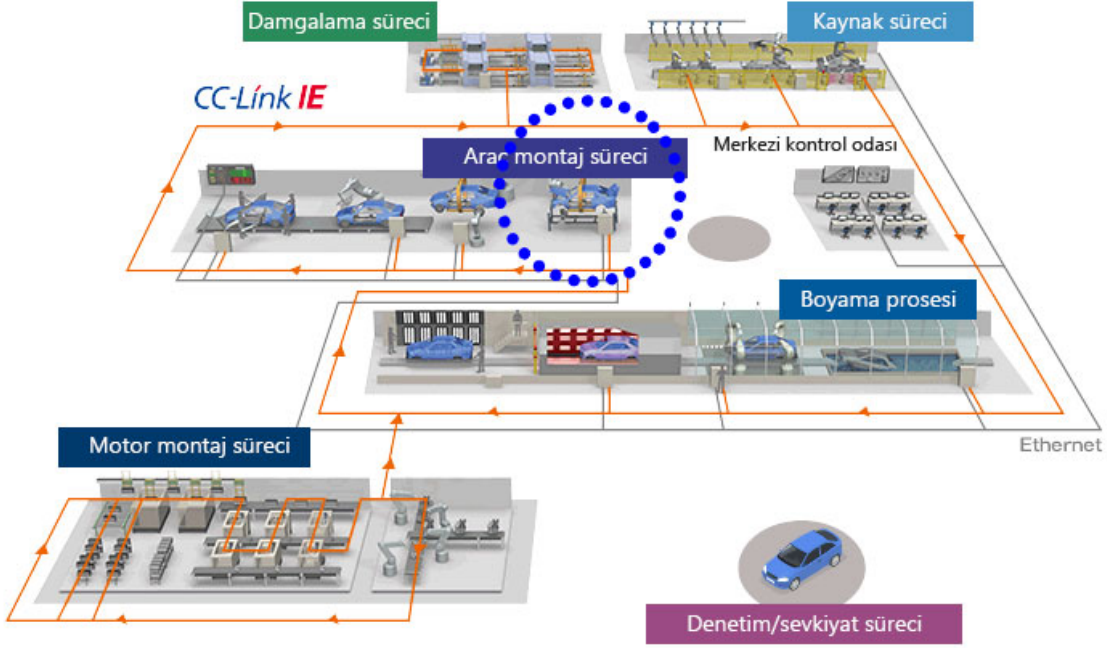 Damgalama süreci
Kaynak süreci
CC-Link IE
Araç montaj süreci
Merkezi kontrol odası
Boyama prosesi
Ethernet
Motor montaj süreci
Denetim/sevkiyat süreci